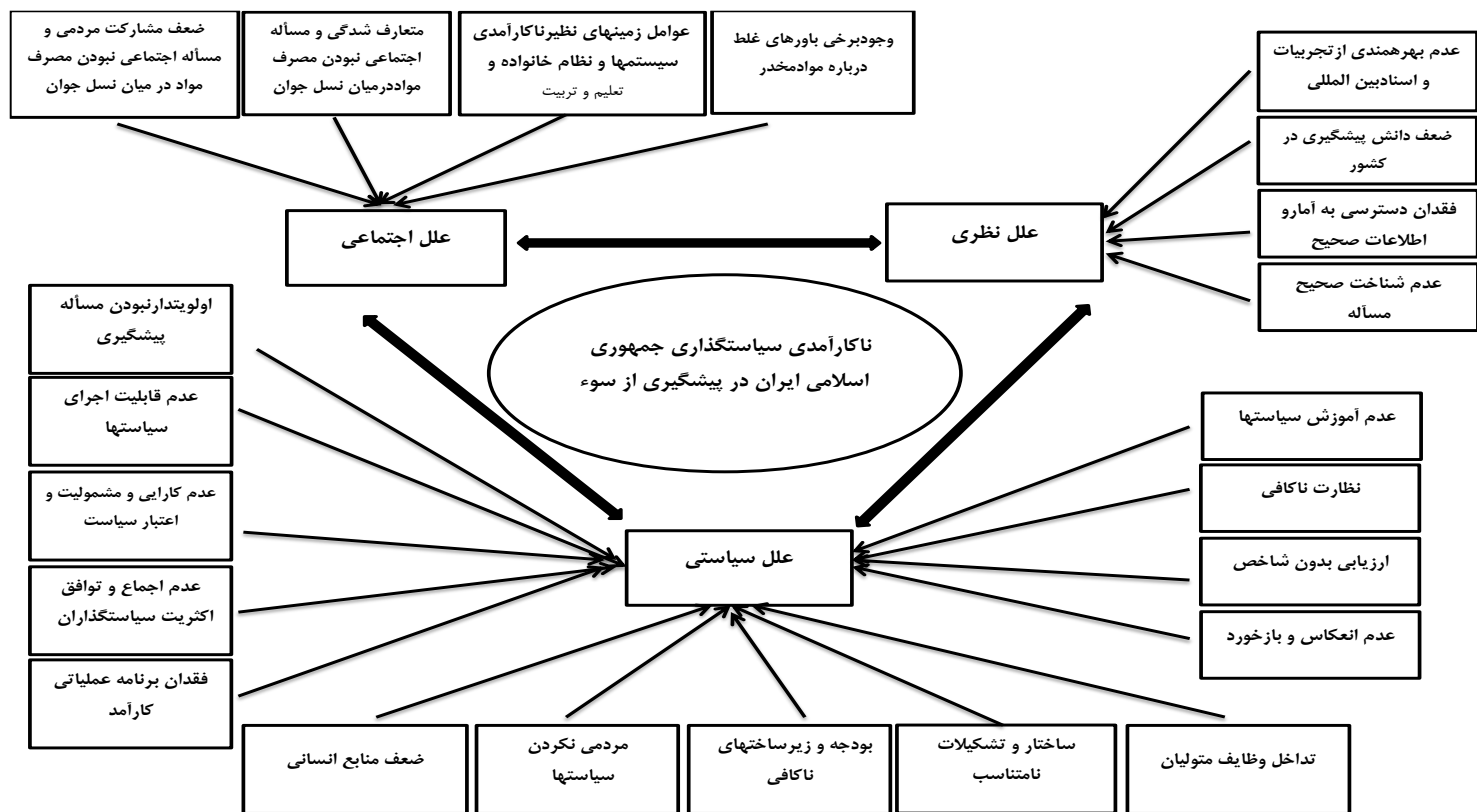 وجودبرخی باورهای غلط
درباره موادمخدر
عوامل زمینهای نظیرناکارآمدی
سیستمها و نظام خانواده و
تعلیم و تربیت
متعارف شدگی و مسأله
اجتماعی نبودن مصرف
مواددرمیان نسل جوان
ضعف مشارکت مردمی و
مسأله اجتماعی نبودن مصرف
مواد در میان نسل جوان
عدم بهرهمندی ازتجربیات
و اسنادبین المللی
ضعف دانش پیشگیری در
کشور
فقدان دسترسی به آمارو
اطلاعات صحیح
عدم شناخت صحیح
مسأله
علل نظری
علل اجتماعی
ناکارآمدی سیاستگذاری جمهوری
اسلامی ایران در پیشگیری از سوء
اولویتدارنبودن مسأله
پیشگیری
عدم قابلیت اجرای
سیاستها
عدم کارایی و مشمولیت و
اعتبار سیاست
عدم اجماع و توافق
اکثریت سیاستگذاران
فقدان برنامه عملیاتی
کارآمد
علل سیاستی
عدم آموزش سیاستها
نظارت ناکافی
ارزیابی بدون شاخص
عدم انعکاس و بازخورد
تداخل وظایف متولیان
ساختار و تشکیلات
نامتناسب
بودجه و زیرساختهای
ناکافی
مردمی نکردن
سیاستها
ضعف منابع انسانی